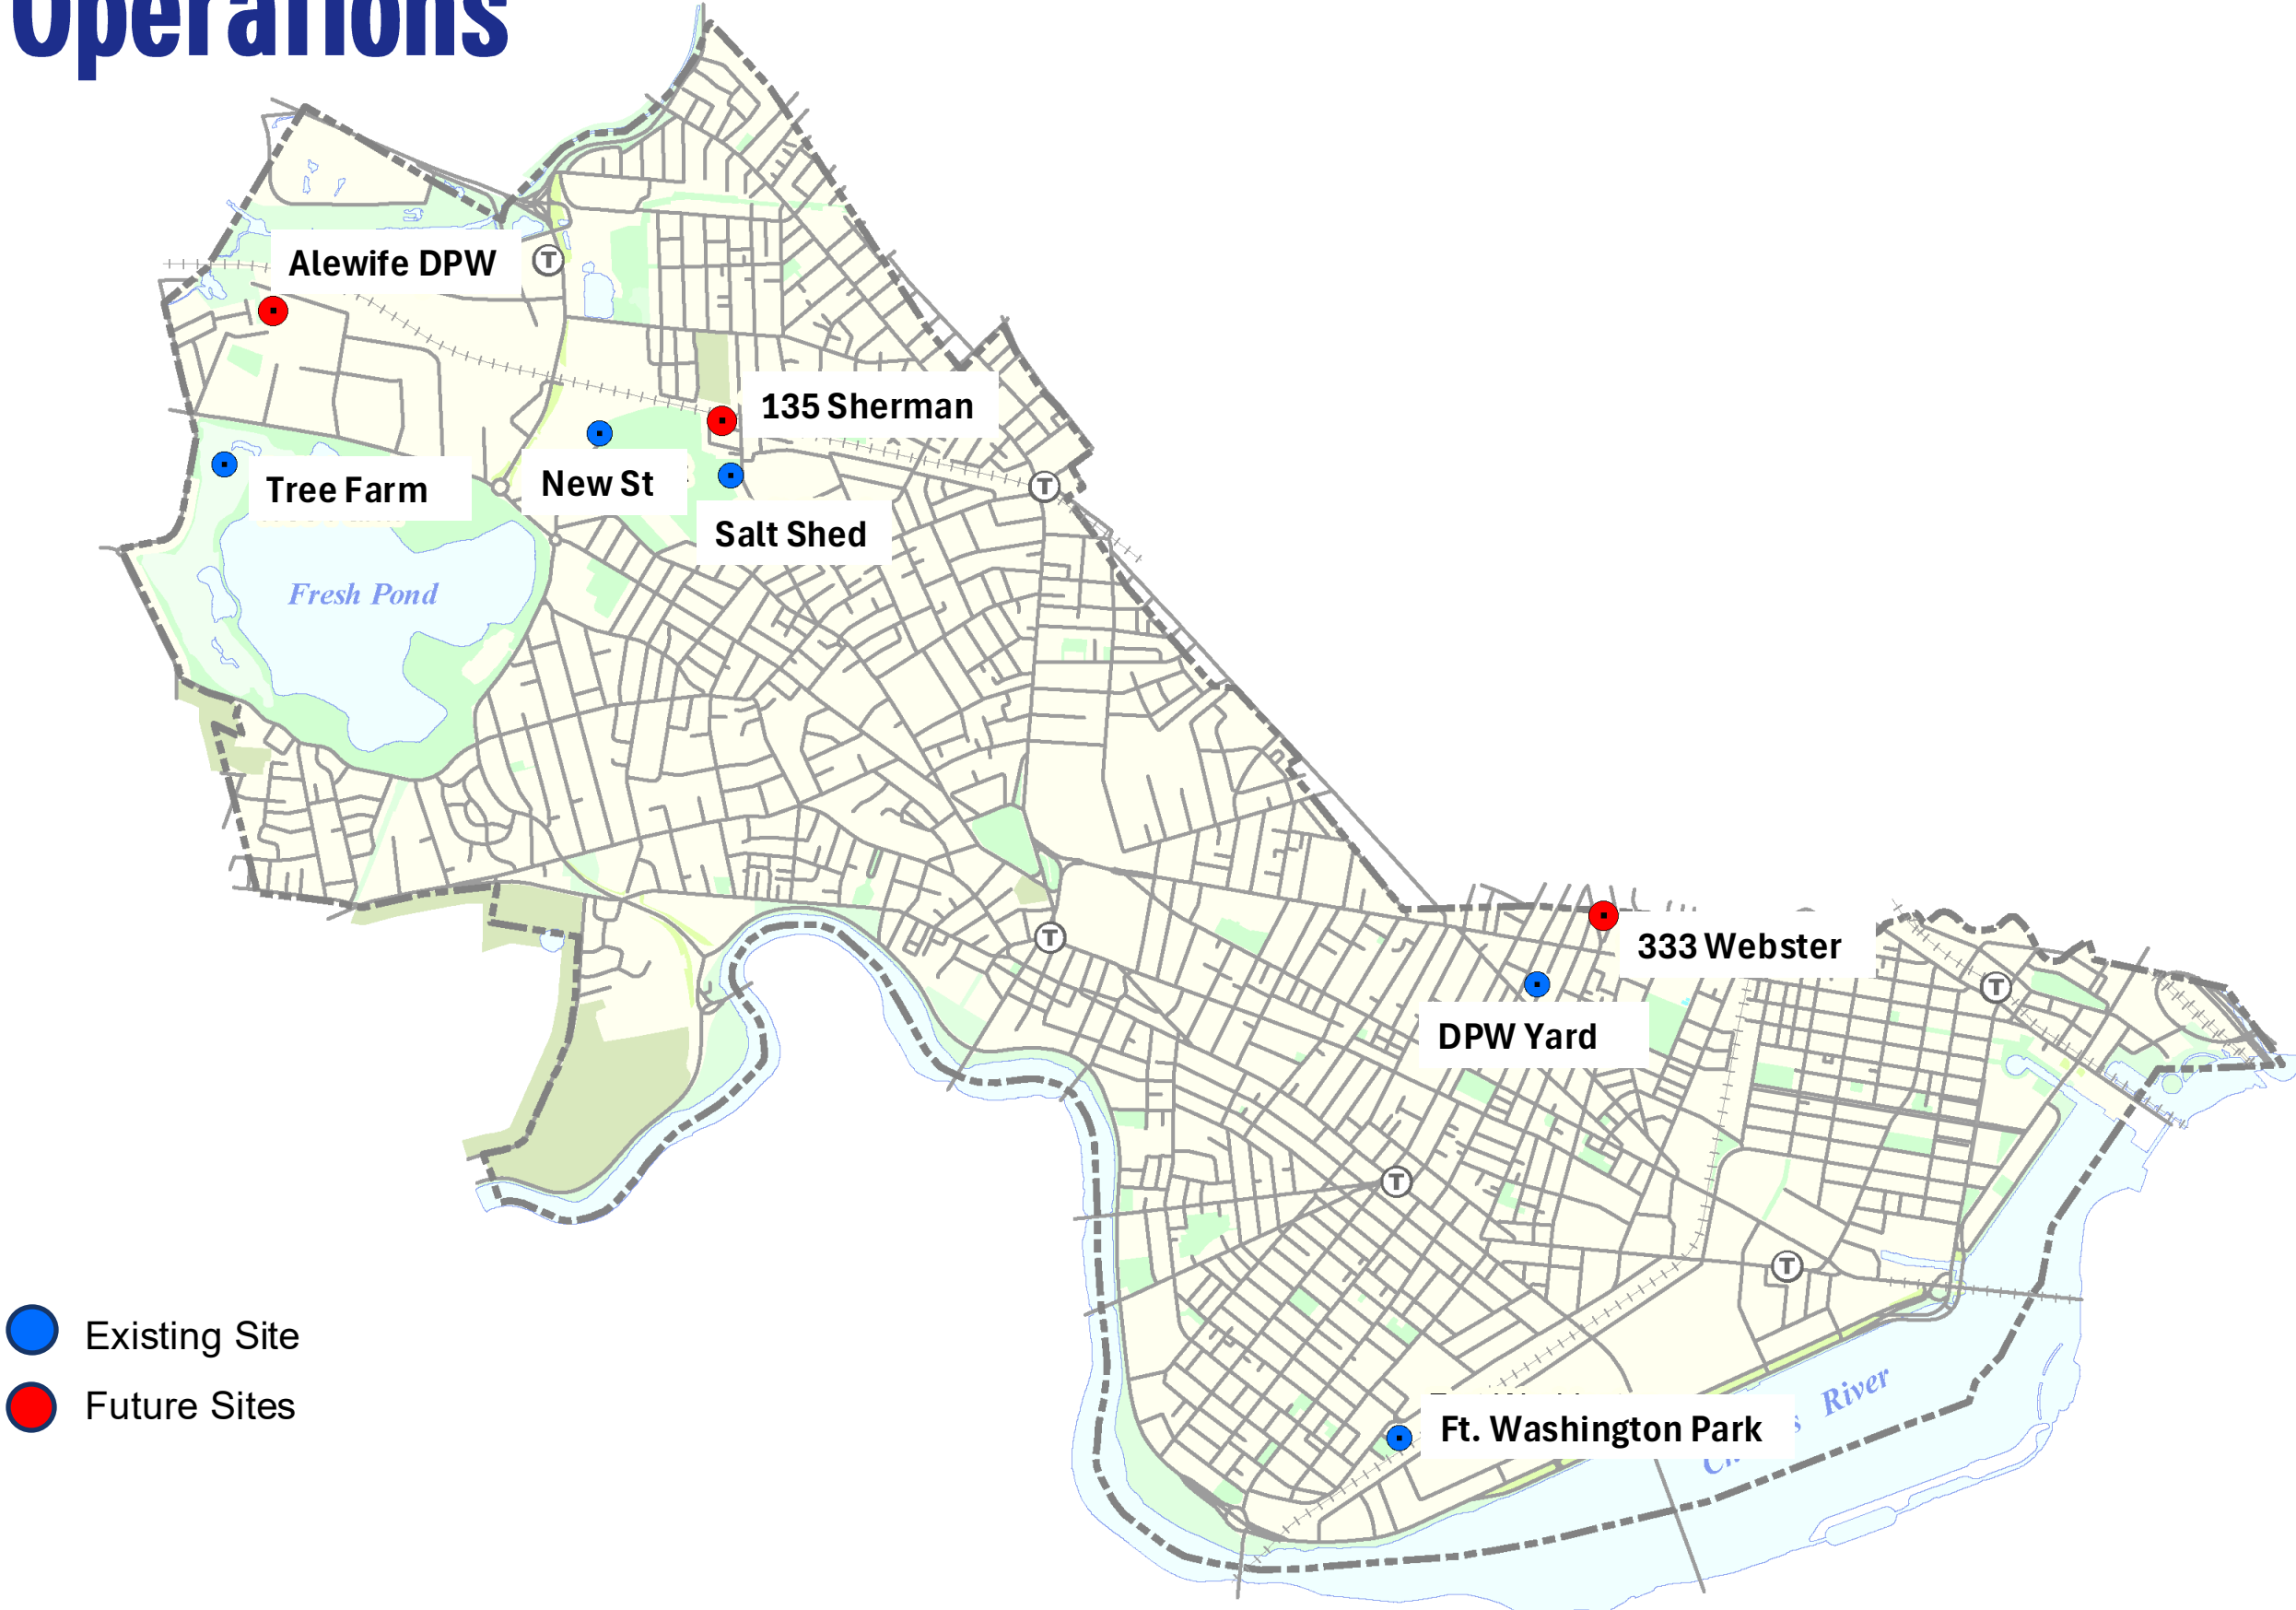 Operations
Alewife DPW
T
135 Sherman
Tree Farm
New St
T
Salt Shed
Fresh Pond
333 Webster
T
T
DPW Yard
T
T
Existing Site
River
Future Sites
Ft. Washington Park